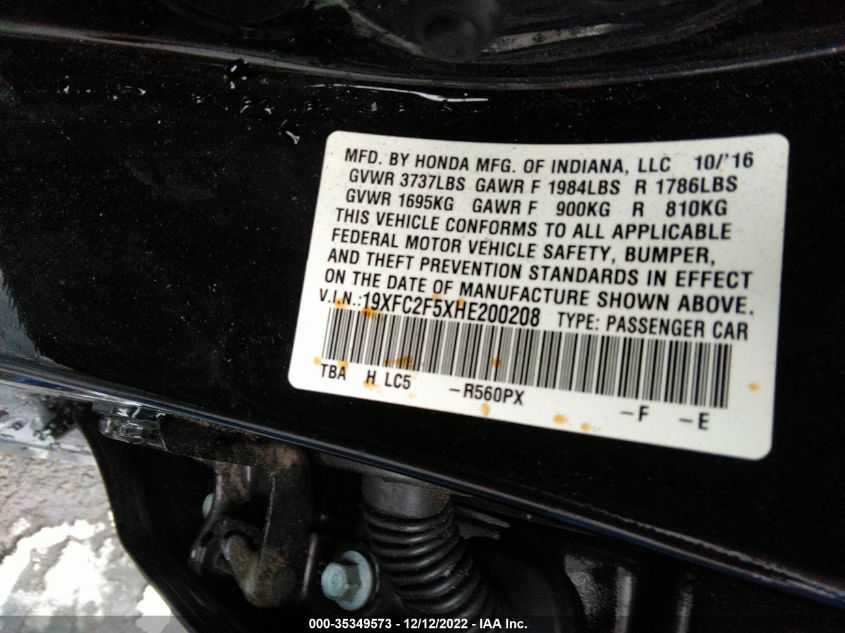 MFD. BY HONDA MFG. OF INDIANA, LLC 10/'16
GVWR 3737LBS GAWR F 1984LBS R 1786LBS
GVWR 1695KG GAWR F 900KG R 810KG
THIS VEHICLE CONFORMS TO ALL APPLICABLE
FEDERAL MOTOR VEHICLE SAFETY, BUMPER,
AND THEFT PREVENTION STANDARDS IN EFFECT
ON THE DATE OF MANUFACTURE SHOWN ABOVE.
V.I.N.:19XFC2F5XHE200208 TYPE: PASSENGER CAR
TBA H LC5 -R560PX -F -E
000-35349573 - 12/12/2022 - IAA Inc.